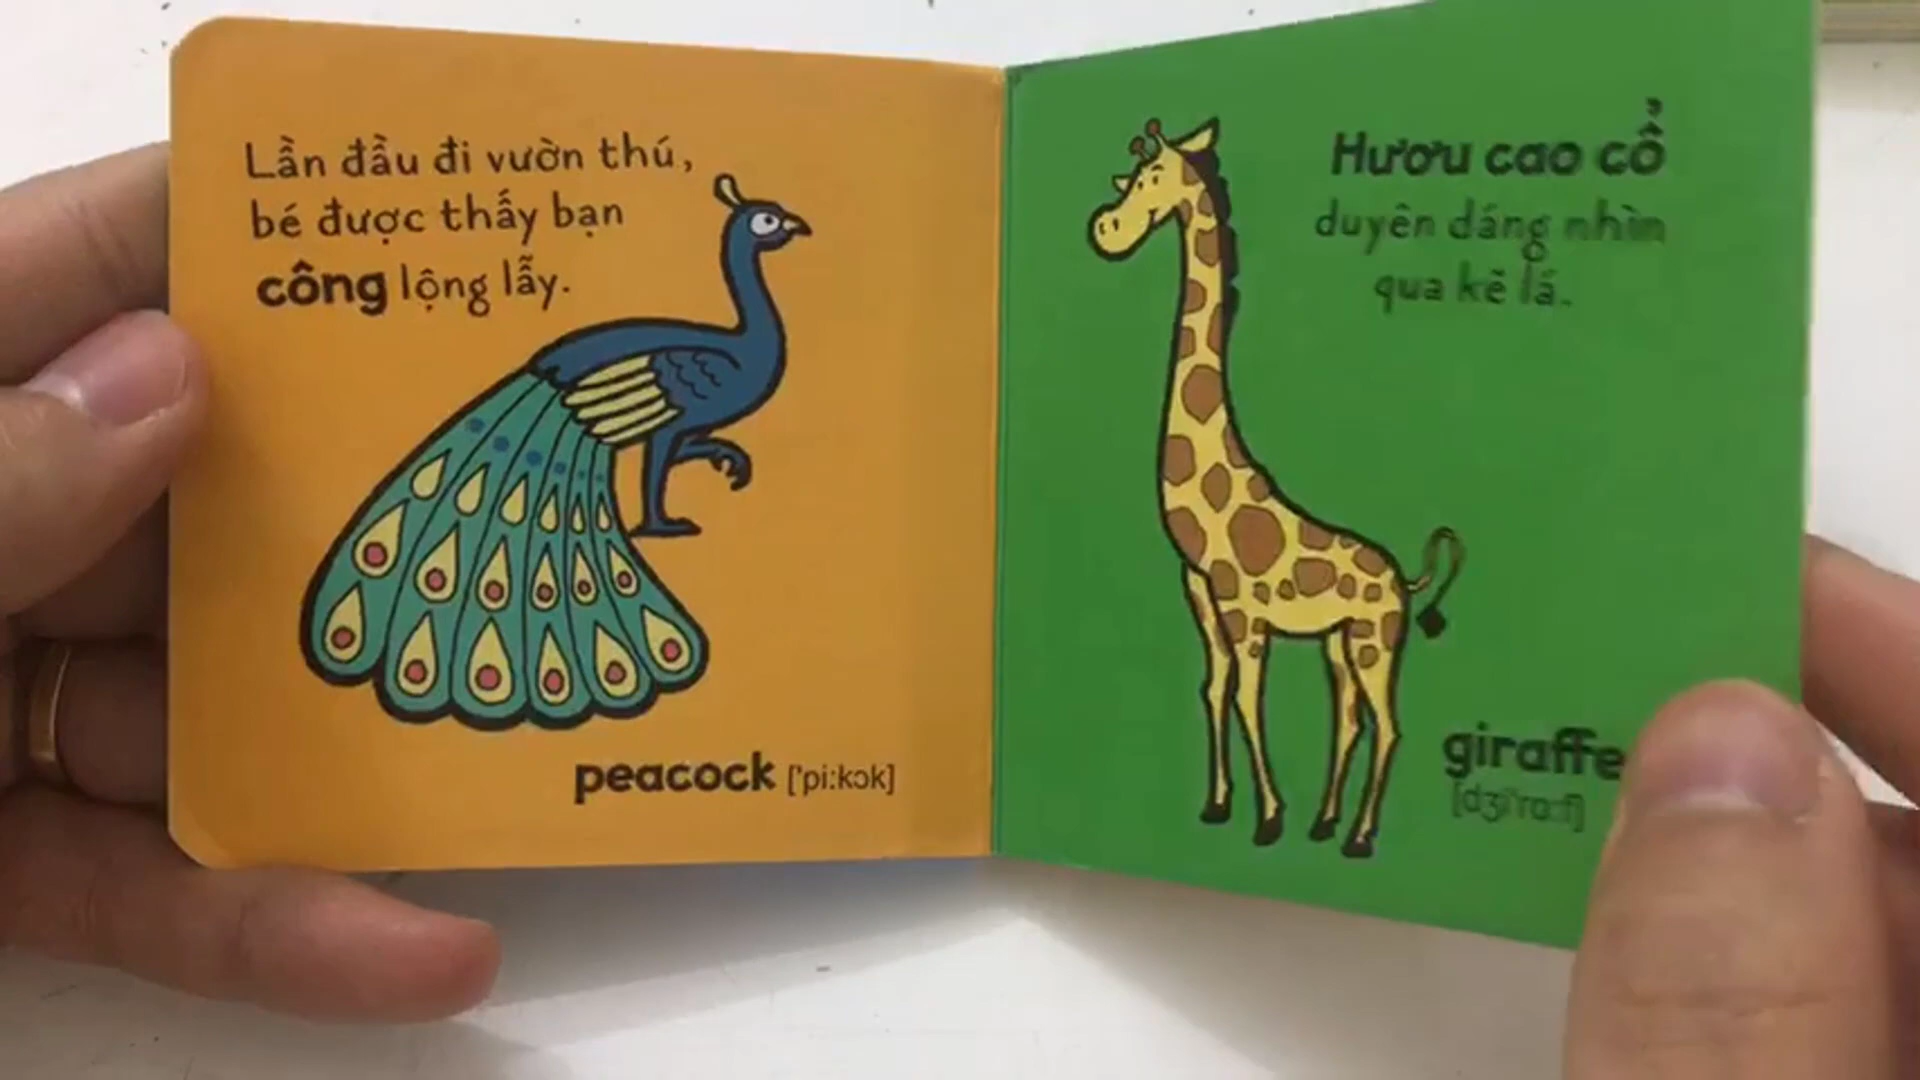 Lần đầu đi vườn thú,
bé được thấy bạn
công lộng lẫy.
peacock ['pi:kɔk]
Hươu cao cổ
duyên dáng nhìn
qua kẽ lá.
giraffe
[dʒi'rɑ:f]